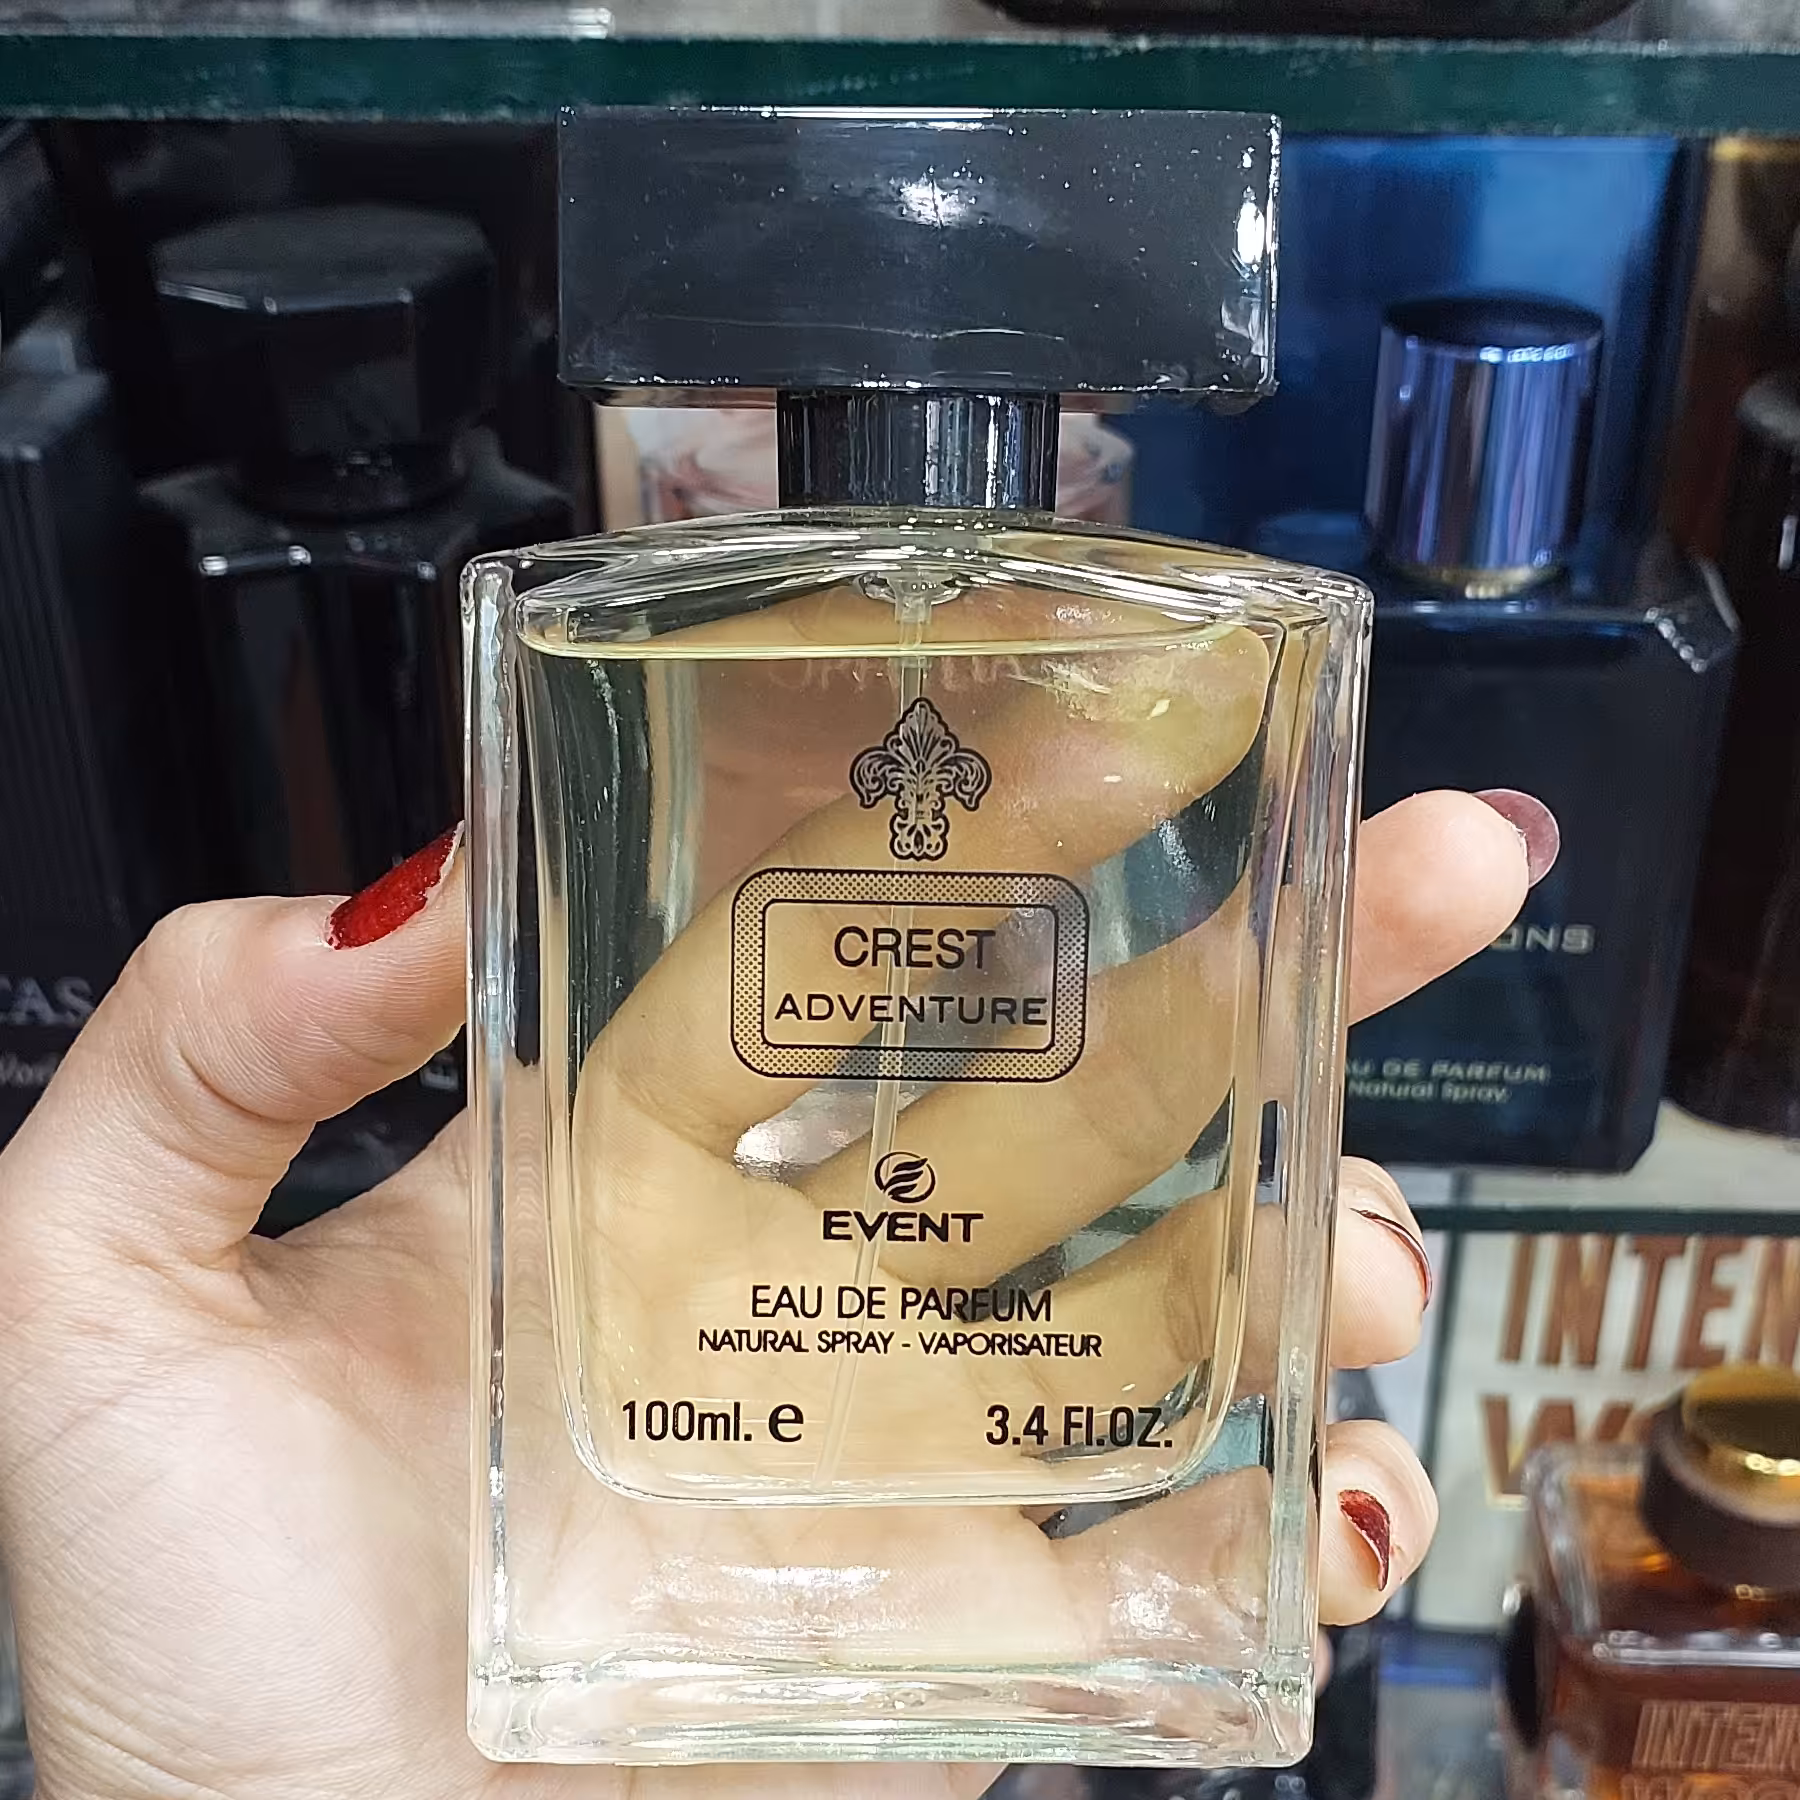 CREST
ADVENTURE
EVENT
EAU DE PARFUM
NATURAL SPRAY - VAPORISATEUR
100ml. e 3.4 Fl.OZ.
EAU DE PARFUM
Natural Spray
INTEN